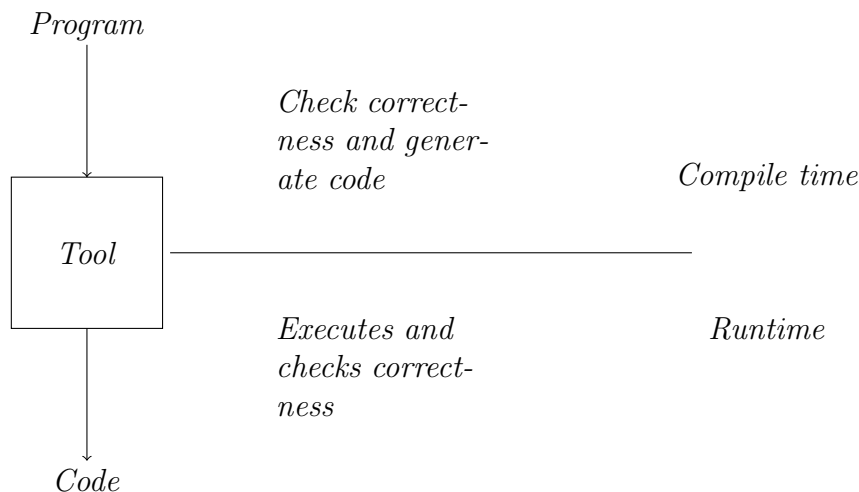 Program
Check correct-
ness and gener-
ate code
Compile time
Tool
Executes and
checks correct-
ness
Runtime
Code